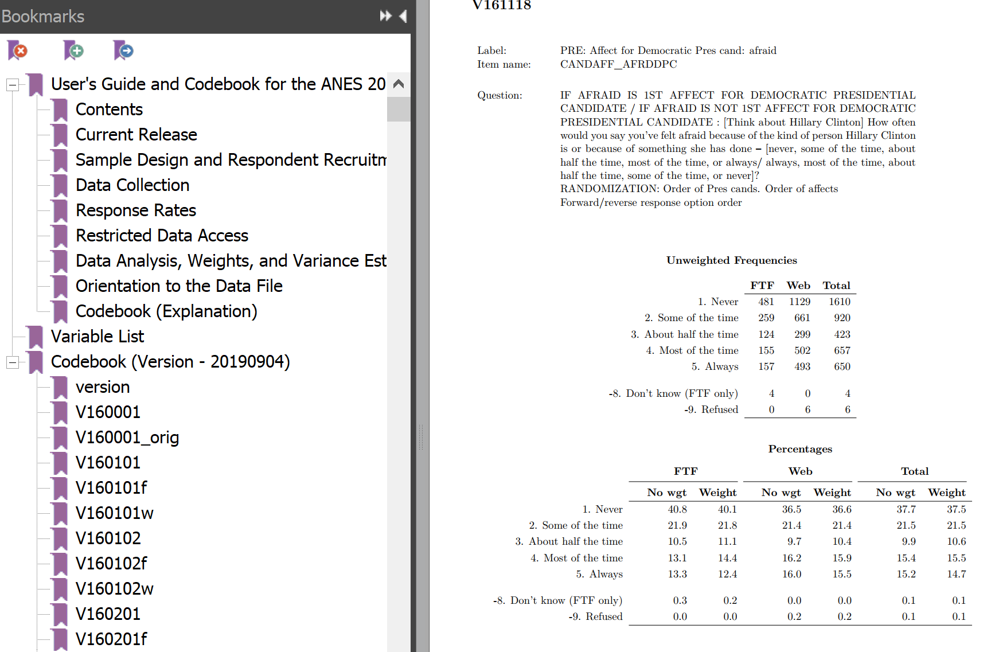 Bookmarks
User's Guide and Codebook for the ANES 20
Contents
Current Release
Sample Design and Respondent Recruitm
Data Collection
Response Rates
Restricted Data Access
Data Analysis, Weights, and Variance Est
Orientation to the Data File
Codebook (Explanation)
Variable List
Codebook (Version - 20190904)
version
V160001
V160001_orig
V160101
V160101f
V160101w
V160102
V160102f
V160102w
V160201
V160201f
V161118
Label: PRE: Affect for Democratic Pres cand: afraid
Item name: CANDAFF_AFRDDPC
Question: IF AFRAID IS 1ST AFFECT FOR DEMOCRATIC PRESIDENTIAL
CANDIDATE / IF AFRAID IS NOT 1ST AFFECT FOR DEMOCRATIC
PRESIDENTIAL CANDIDATE : [Think about Hillary Clinton] How often
would you say you've felt afraid because of the kind of person Hillary Clinton
is or because of something she has done – [never, some of the time, about
half the time, most of the time, or always/ always, most of the time, about
half the time, some of the time, or never]?
RANDOMIZATION: Order of Pres cands. Order of affects
Forward/reverse response option order
Unweighted Frequencies
FTF Web Total
1. Never 481 1129 1610
2. Some of the time 259 661 920
3. About half the time 124 299 423
4. Most of the time 155 502 657
5. Always 157 493 650
-8. Don't know (FTF only) 4 0 4
-9. Refused 0 6 6
Percentages
FTF Web Total
No wgt Weight No wgt Weight No wgt Weight
1. Never 40.8 40.1 36.5 36.6 37.7 37.5
2. Some of the time 21.9 21.8 21.4 21.4 21.5 21.5
3. About half the time 10.5 11.1 9.7 10.4 9.9 10.6
4. Most of the time 13.1 14.4 16.2 15.9 15.4 15.5
5. Always 13.3 12.4 16.0 15.5 15.2 14.7
-8. Don't know (FTF only) 0.3 0.2 0.0 0.0 0.1 0.1
-9. Refused 0.0 0.0 0.2 0.2 0.1 0.1